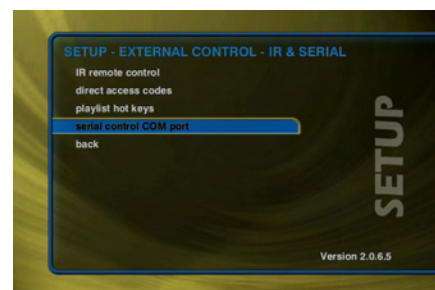 SETUP - EXTERNAL CONTROL - IR & SERIAL
IR remote control
direct access codes
playlist hot keys
serial control COM port
back
SETUP
Version 2.0.6.5